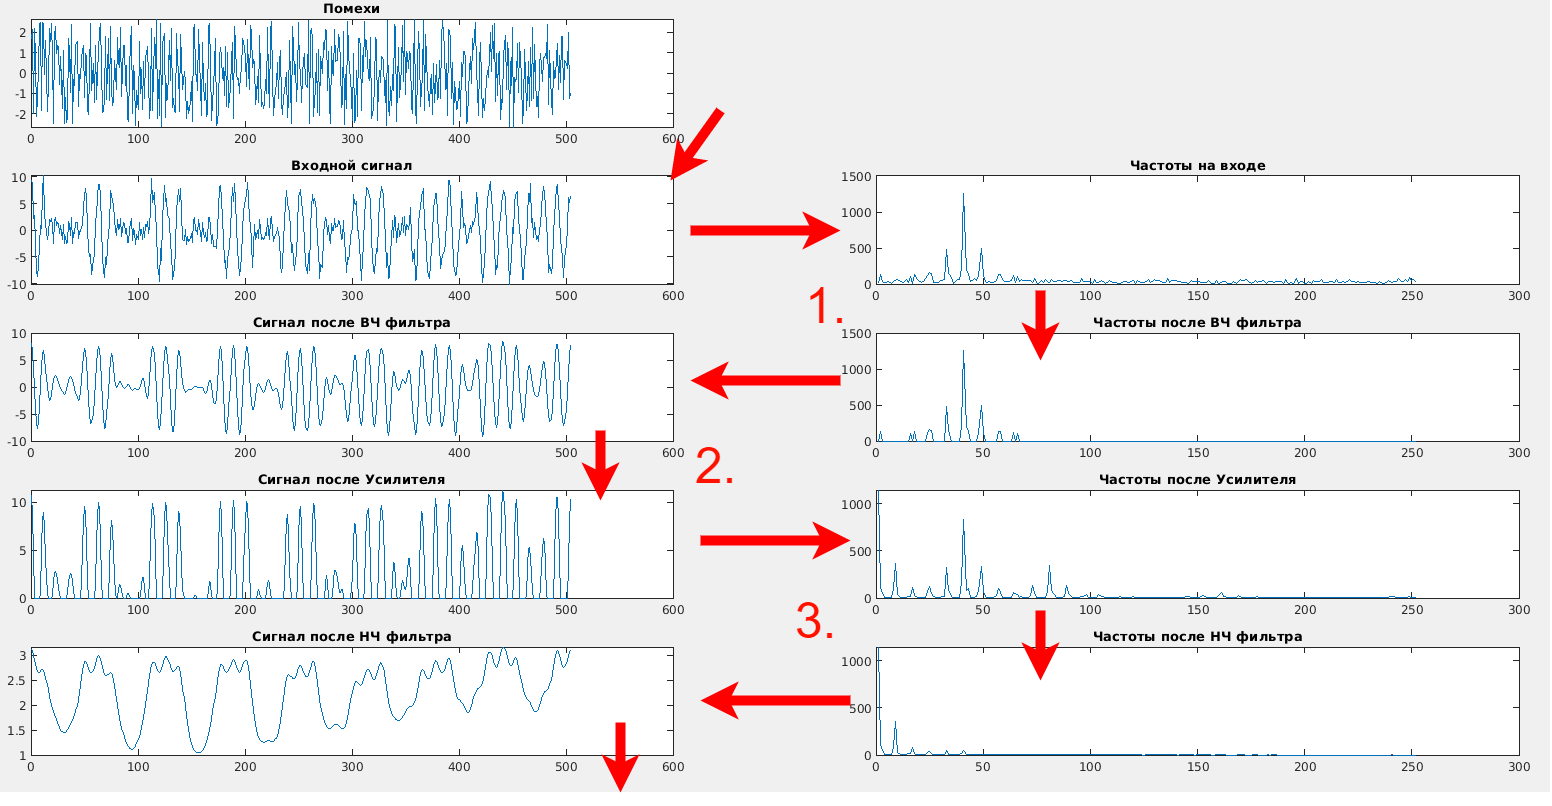 Помехи
2
1
0
-1
-2
0 100 200 300 400 500 600
Входной сигнал
10
5
0
-5
-10
0 100 200 300 400 500 600
Частоты на входе
1500
1000
500
0
0 50 100 150 200 250 300
1.
Сигнал после ВЧ фильтра
10
5
0
-5
-10
0 100 200 300 400 500 600
Частоты после ВЧ фильтра
1500
1000
500
0
0 50 100 150 200 250 300
2.
Сигнал после Усилителя
10
5
0
0 100 200 300 400 500 600
Частоты после Усилителя
1000
500
0
0 50 100 150 200 250 300
3.
Сигнал после НЧ фильтра
3
2.5
2
1.5
1
0 100 200 300 400 500 600
Частоты после НЧ фильтра
1000
500
0
0 50 100 150 200 250 300